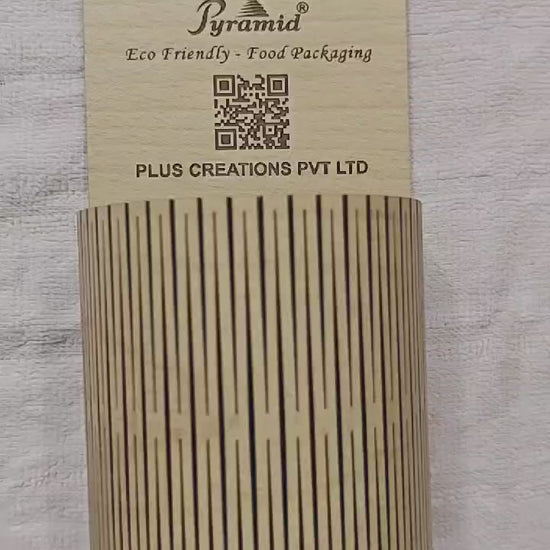 Pyramid®
Eco Friendly - Food Packaging
PLUS CREATIONS PVT LTD